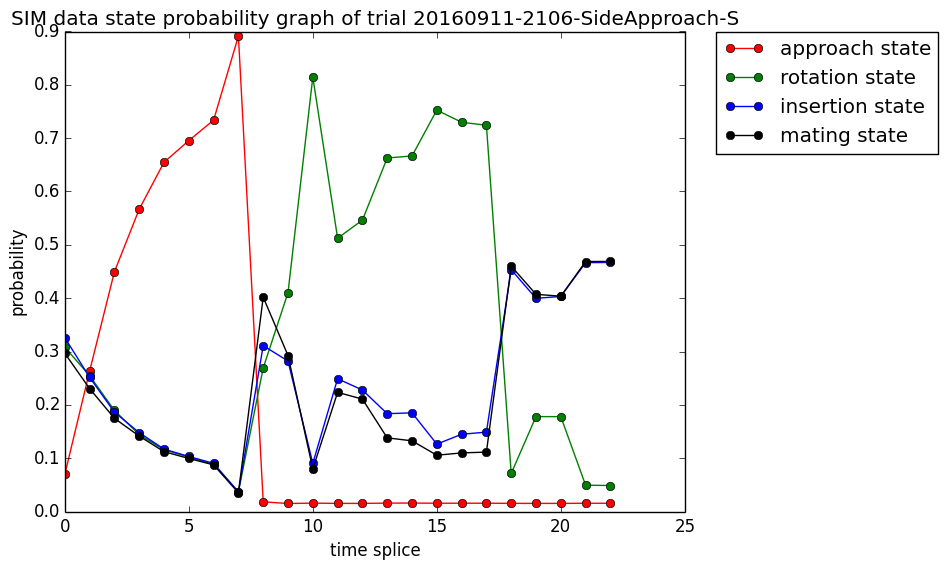 SIM data state probability graph of trial 20160911-2106-SideApproach-S
0.9
0.8
0.7
0.6
0.5
0.4
0.3
0.2
0.1
0.0
probability
0 5 10 15 20 25
time splice
approach state
rotation state
insertion state
mating state